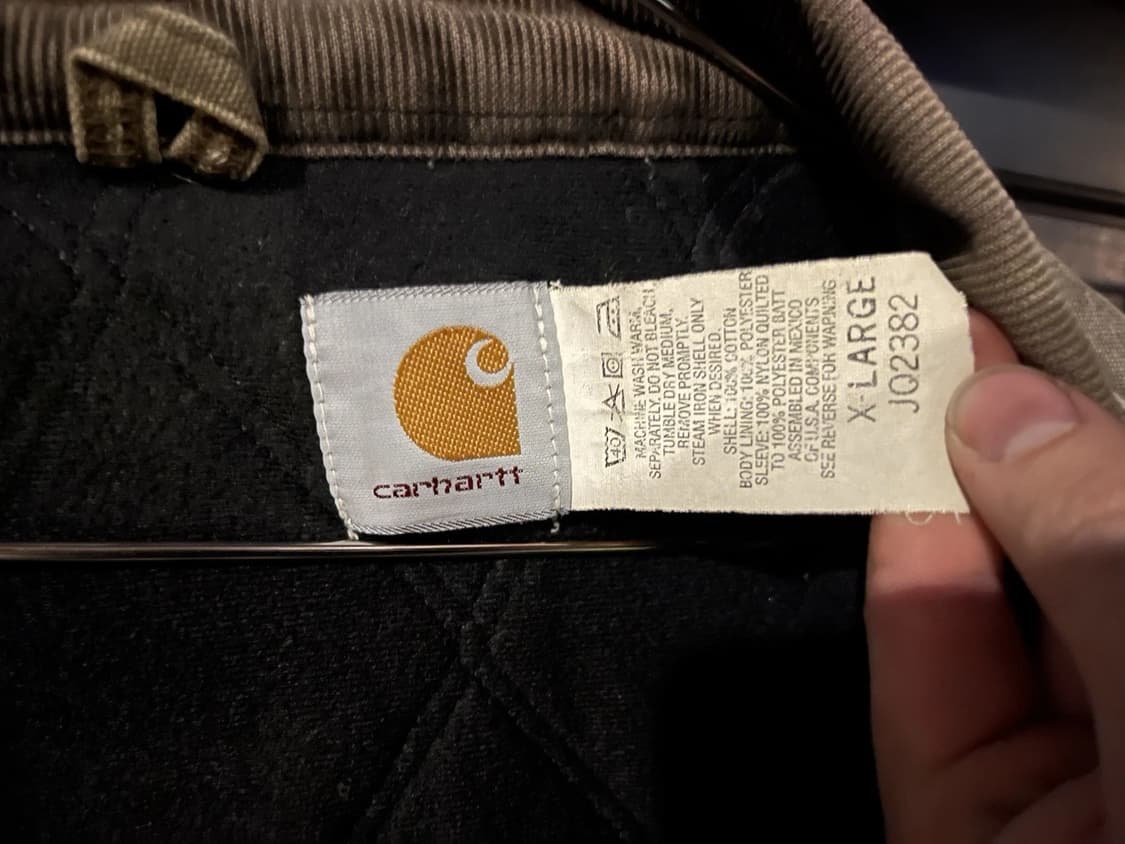 carhartt
40
MACHINE WASH WARM,
SEPARATELY, DO NOT BLEACH,
TUMBLE DRY MEDIUM,
REMOVE PROMPTLY.
STEAM IRON SHELL ONLY
WHEN DESIRED.
SHELL: 100% COTTON
BODY LINING: 100% POLYESTER
SLEEVE: 100% NYLON QUILTED
TO 100% POLYESTER BATT
ASSEMBLED IN MEXICO
OF U.S.A. COMPONENTS
SEE REVERSE FOR WARNING
X-LARGE
JQ2382